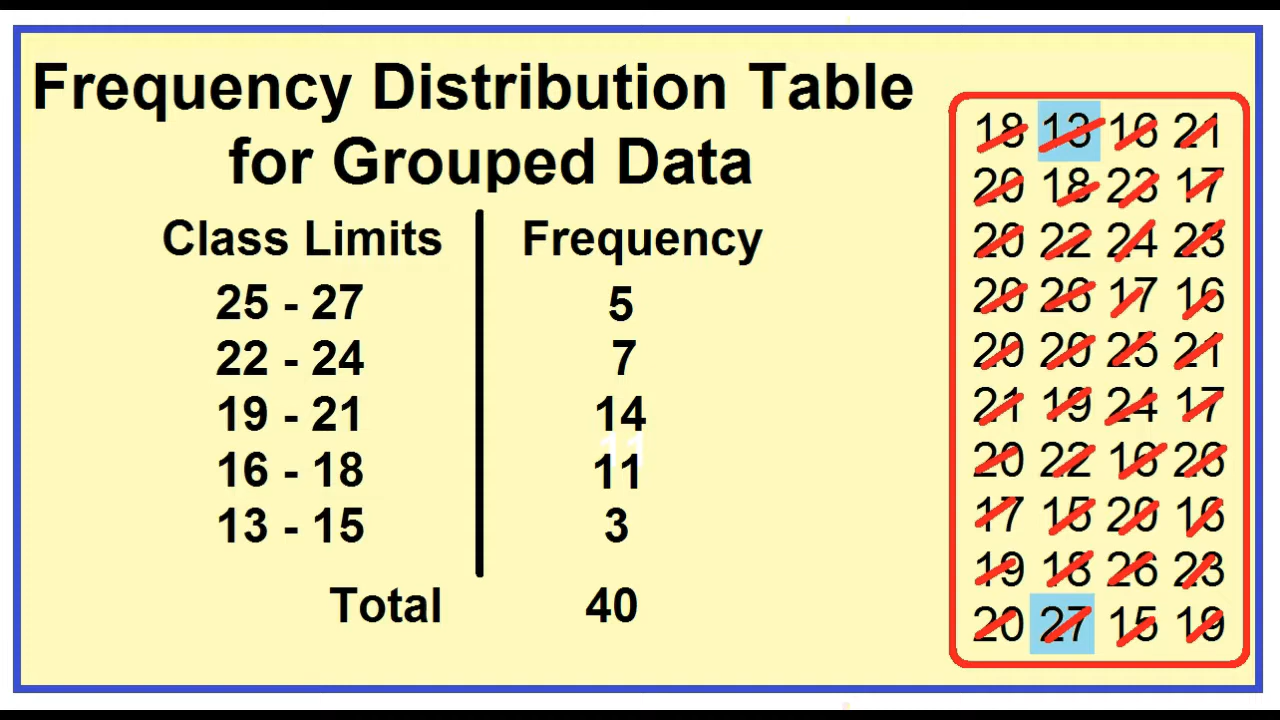 Frequency Distribution Table
for Grouped Data
Class Limits Frequency
25 - 27 5
22 - 24 7
19 - 21 14
11
16 - 18 11
13 - 15 3
Total 40
18 13 16 21
20 18 23 17
20 22 24 23
20 26 17 16
20 20 25 21
21 19 24 17
20 22 16 26
17 15 20 16
19 18 26 23
20 27 15 19